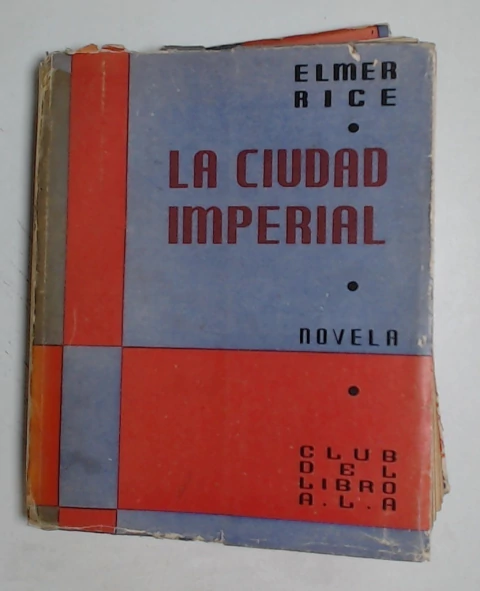 ELMER
RICE
LA CIUDAD
IMPERIAL
NOVELA
CLUB
DEL
LIBRO
A.L.A